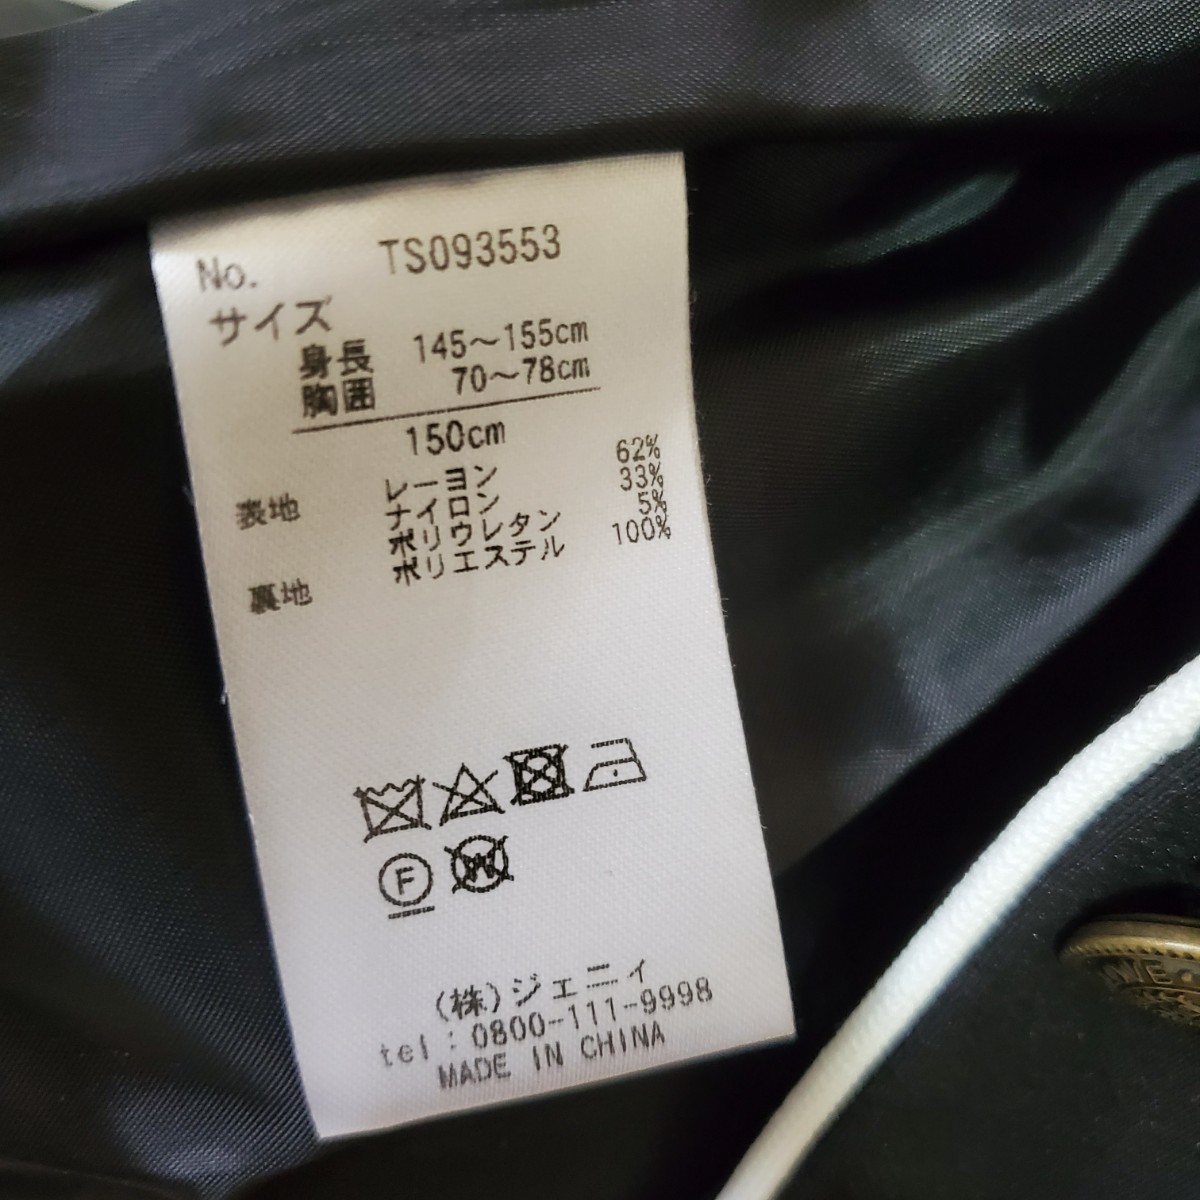 No. TS093553
サイズ
身長 145～155cm
胸囲 70～78cm
150cm
表地 レーヨン 62%
ナイロン 33%
ポリウレタン 5%
裏地 ポリエステル 100%
F W
(株)ジェニィ
tel:0800-111-9998
MADE IN CHINA